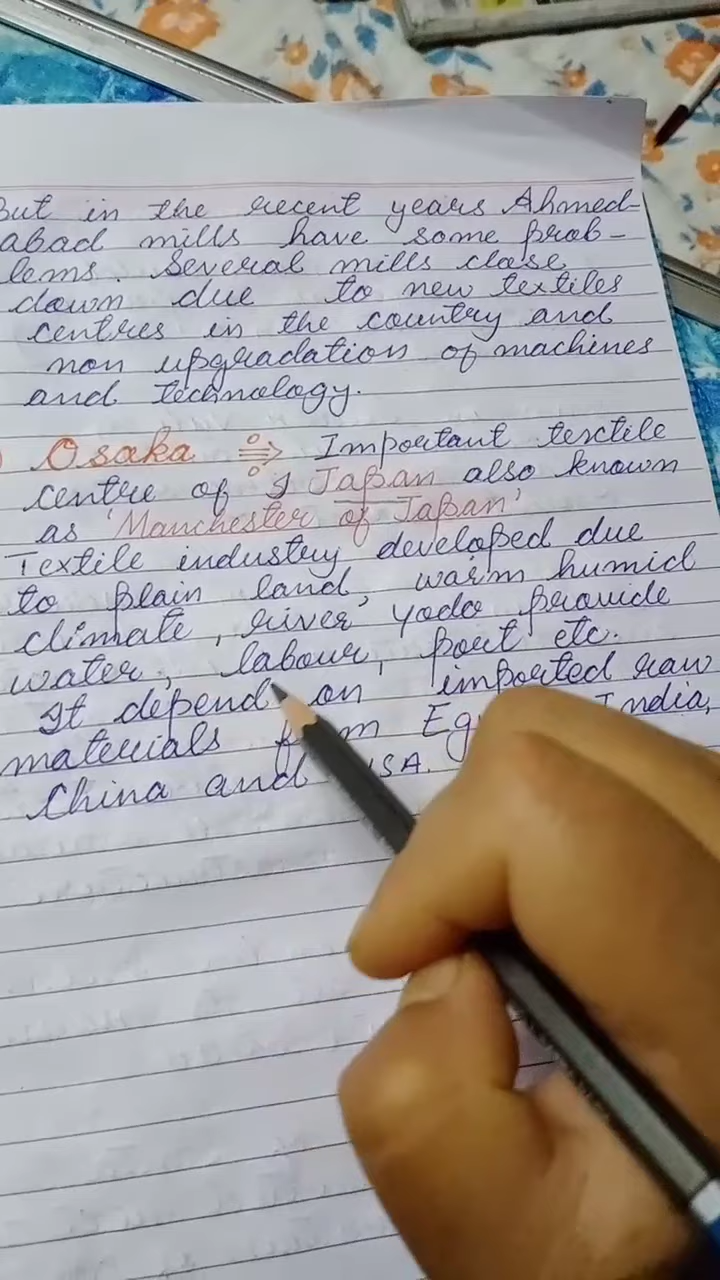 But in the recent years Ahmed-
abad mills have some prob-
lems. Several mills close
down due to new textiles
centres in the country and
non upgradation of machines
and technology.
Osaka ⇒ Important textile
centre of Japan also known
as 'Manchester of Japan'
Textile industry developed due
to plain land, warm humid
climate, river yodo provide
water, labour, port etc.
It depend on imported raw
materials India,
China and